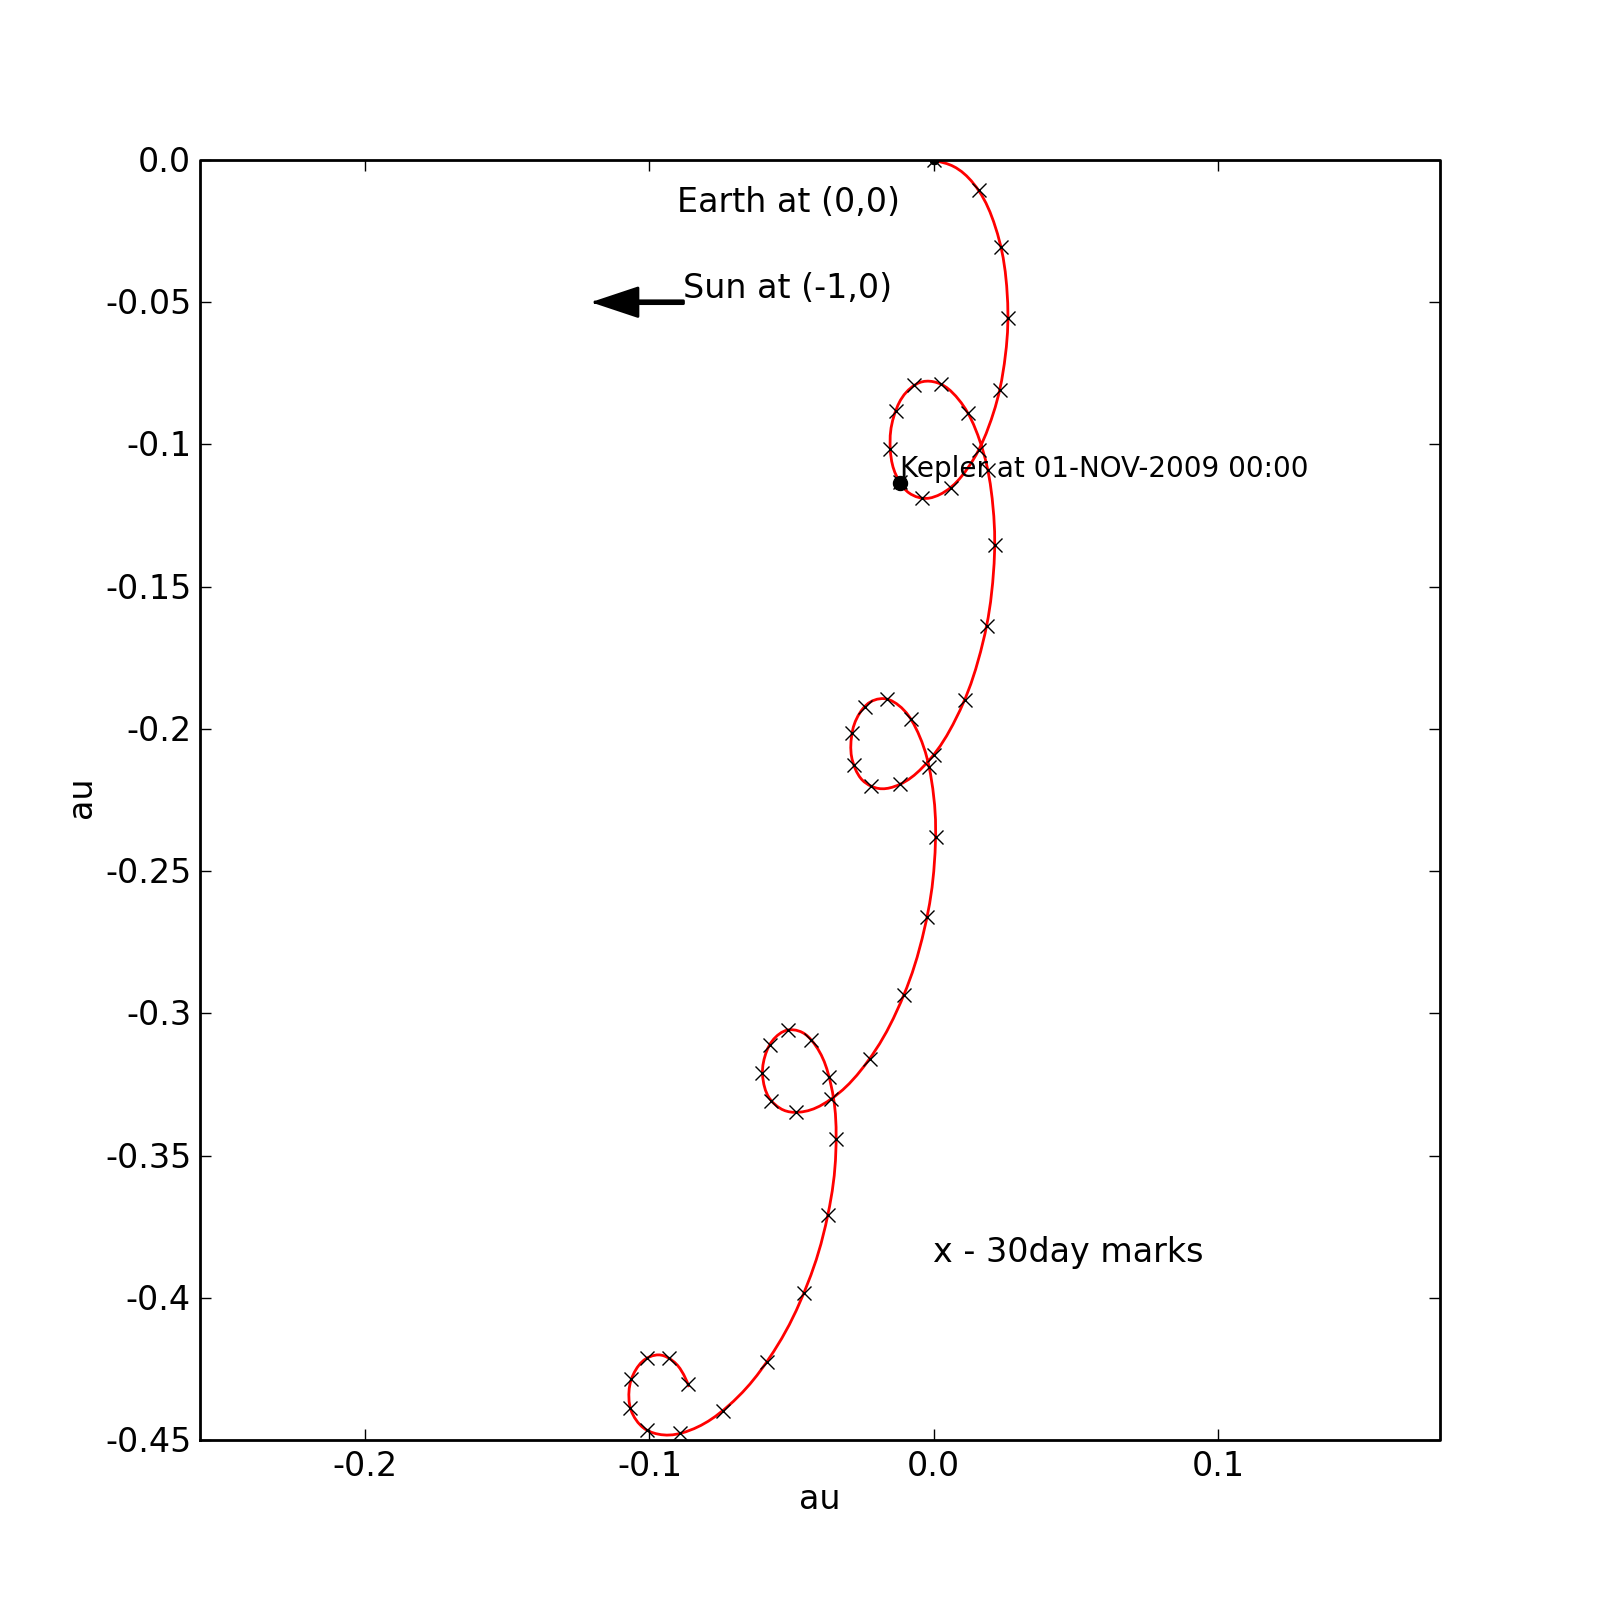 0.0
Earth at (0,0)
Sun at (-1,0)
-0.05
-0.1
Kepler at 01-NOV-2009 00:00
-0.15
-0.2
au
-0.25
-0.3
-0.35
x - 30day marks
-0.4
-0.45
-0.2 -0.1 0.0 0.1
au